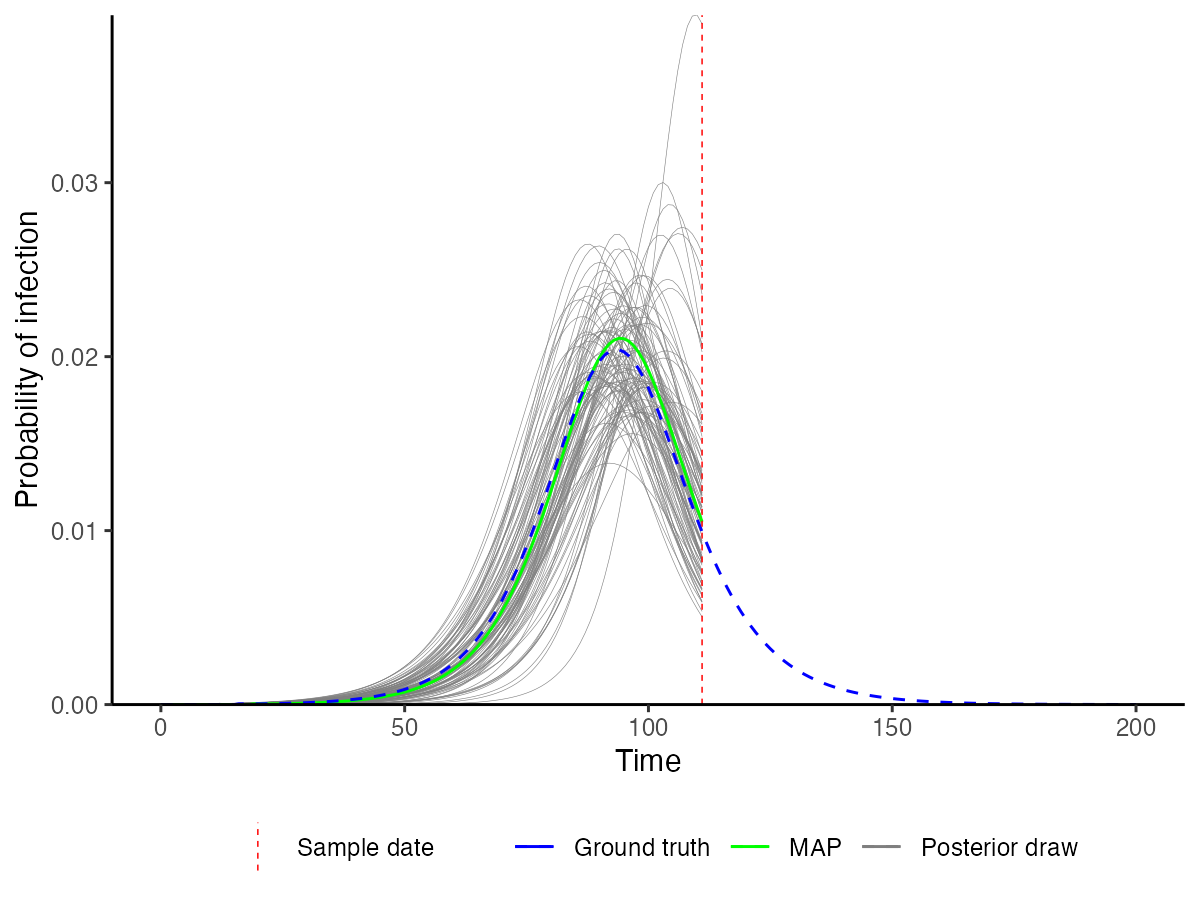 Probability of infection
0.03
0.02
0.01
0.00
0 50 100 150 200
Time
Sample date Ground truth MAP Posterior draw